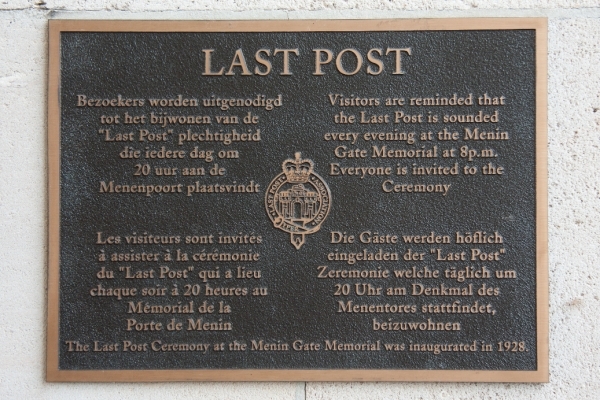 LAST POST
Bezoekers worden uitgenodigd
tot het bijwonen van de
"Last Post" plechtigheid
die iedere dag om
20 uur aan de
Menenpoort plaatsvindt
Visitors are reminded that
the Last Post is sounded
every evening at the Menin
Gate Memorial at 8p.m.
Everyone is invited to the
Ceremony
LAST POST ASSOCIATION
Les visiteurs sont invités
à assister à la cérémonie
du "Last Post" qui a lieu
chaque soir à 20 heures au
Mémorial de la
Porte de Menin
Die Gäste werden höflich
eingeladen der "Last Post"
Zeremonie welche täglich um
20 Uhr am Denkmal des
Menentores stattfindet,
beizuwohnen
The Last Post Ceremony at the Menin Gate Memorial was inaugurated in 1928.